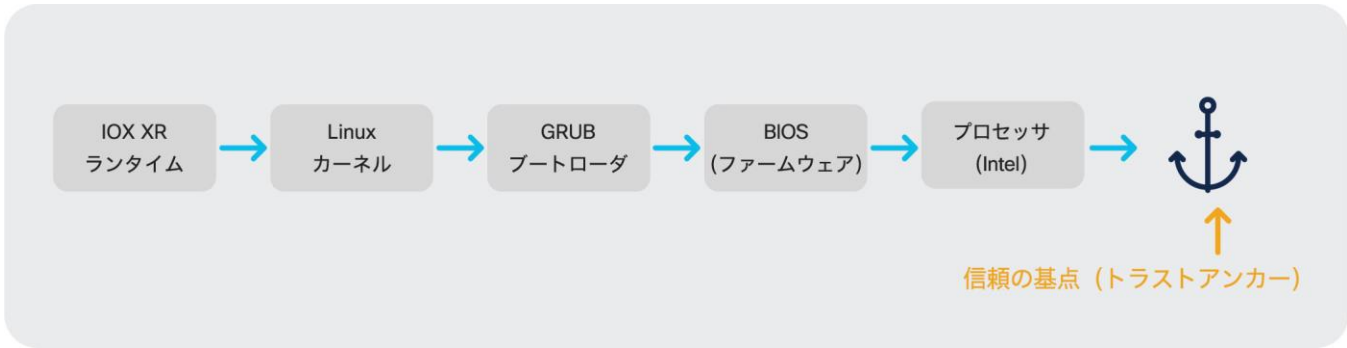 IOX XR
ランタイム
Linux
カーネル
GRUB
ブートローダ
BIOS
(ファームウェア)
プロセッサ
(Intel)
信頼の基点（トラストアンカー）